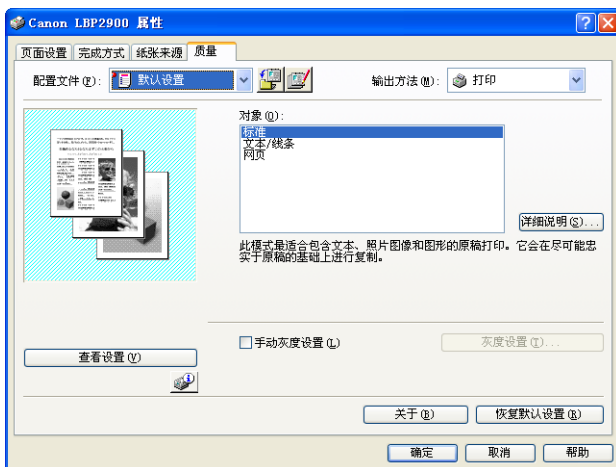 Canon LBP2900 属性
页面设置 完成方式 纸张来源 质量
配置文件(F): 默认设置 输出方法(M): 打印
对象(O):
标准
文本/线条
网页
详细说明(S)...
此模式最适合包含文本、照片图像和图形的原稿打印。它会在尽可能忠
实于原稿的基础上进行复制。
手动灰度设置(L) 灰度设置(T)...
查看设置(V)
关于(B) 恢复默认设置(R)
确定 取消 帮助